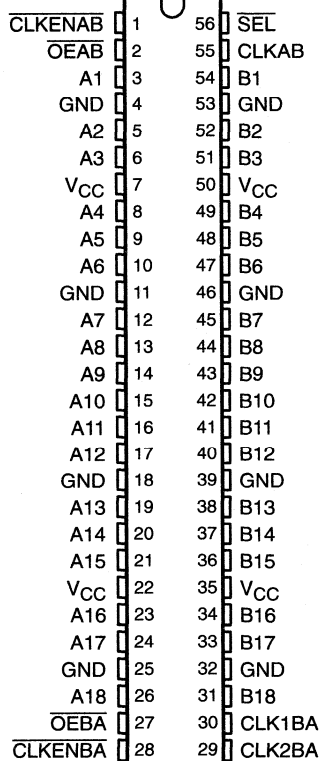 C̅L̅K̅E̅N̅A̅B̅ 1 56 S̅E̅L̅
O̅E̅A̅B̅ 2 55 CLKAB
A1 3 54 B1
GND 4 53 GND
A2 5 52 B2
A3 6 51 B3
VCC 7 50 VCC
A4 8 49 B4
A5 9 48 B5
A6 10 47 B6
GND 11 46 GND
A7 12 45 B7
A8 13 44 B8
A9 14 43 B9
A10 15 42 B10
A11 16 41 B11
A12 17 40 B12
GND 18 39 GND
A13 19 38 B13
A14 20 37 B14
A15 21 36 B15
VCC 22 35 VCC
A16 23 34 B16
A17 24 33 B17
GND 25 32 GND
A18 26 31 B18
O̅E̅B̅A̅ 27 30 CLK1BA
C̅L̅K̅E̅N̅B̅A̅ 28 29 CLK2BA